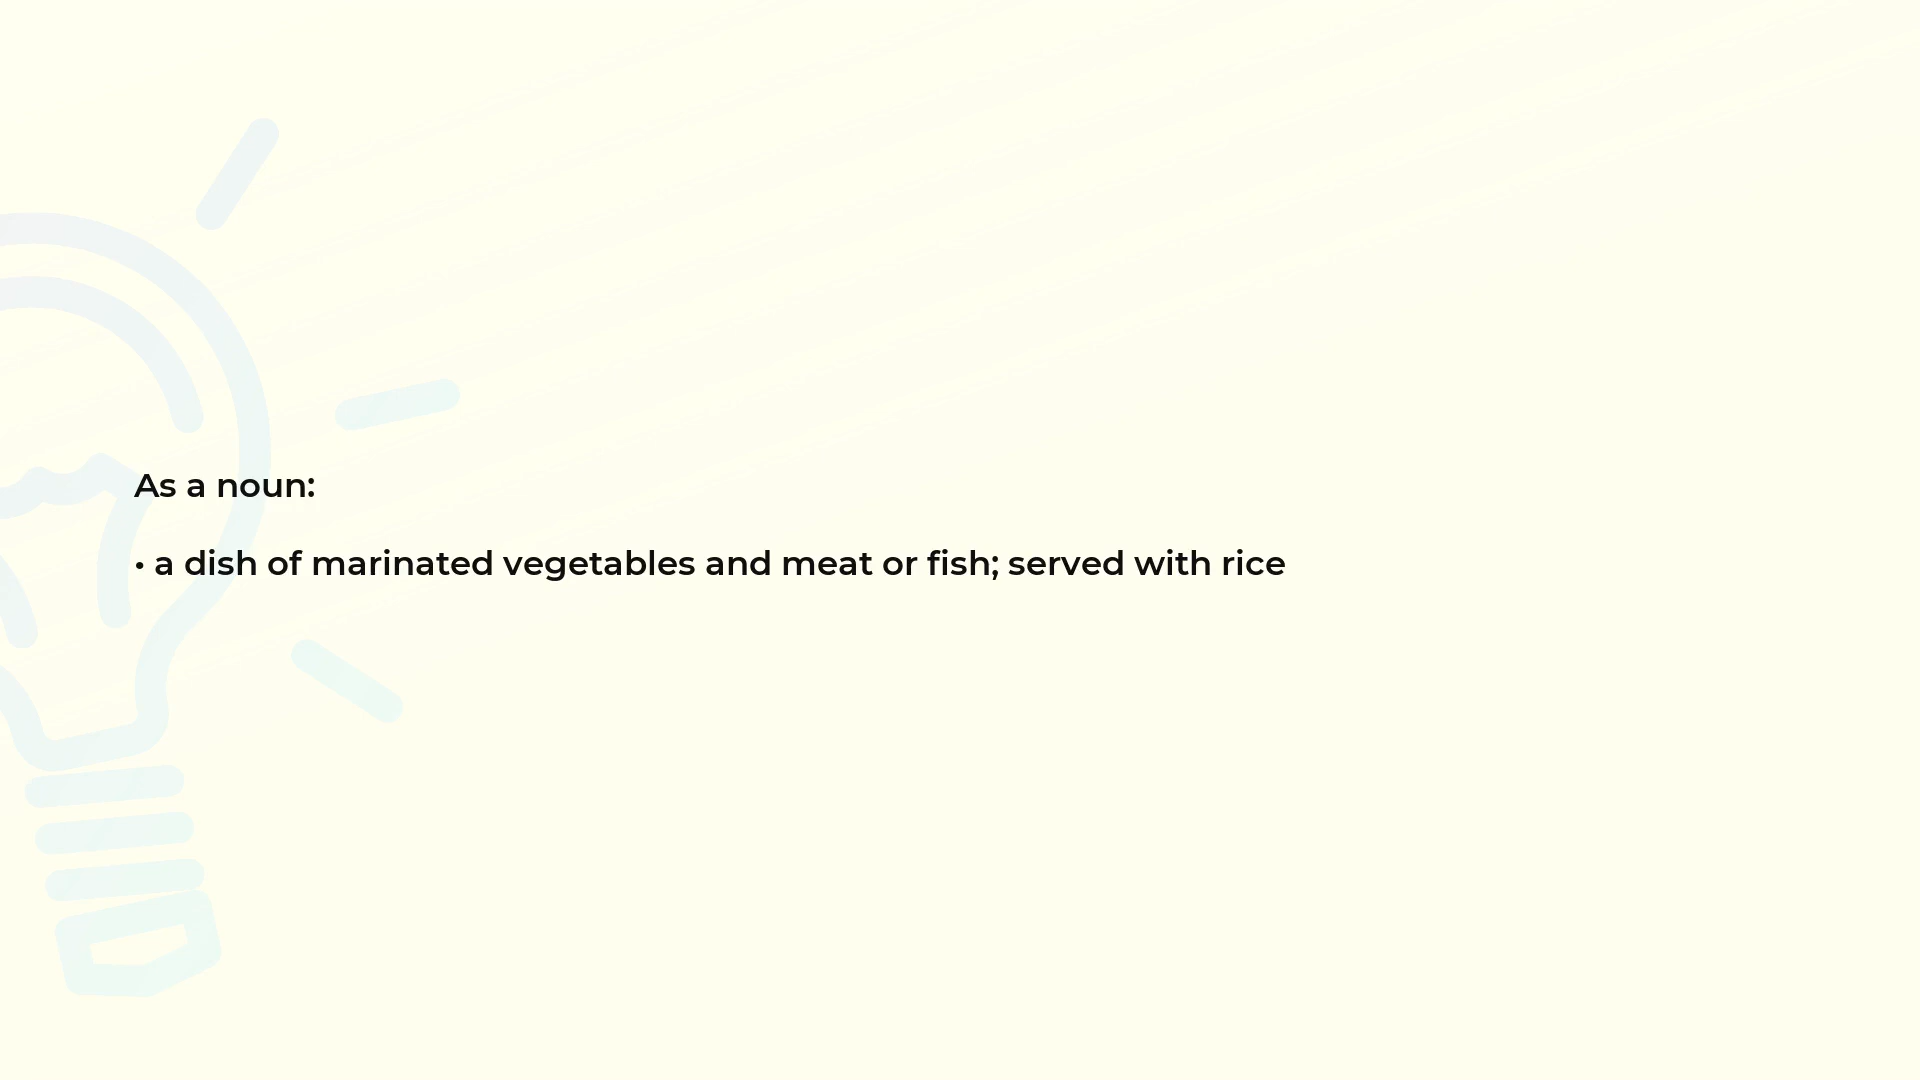 As a noun:
• a dish of marinated vegetables and meat or fish; served with rice